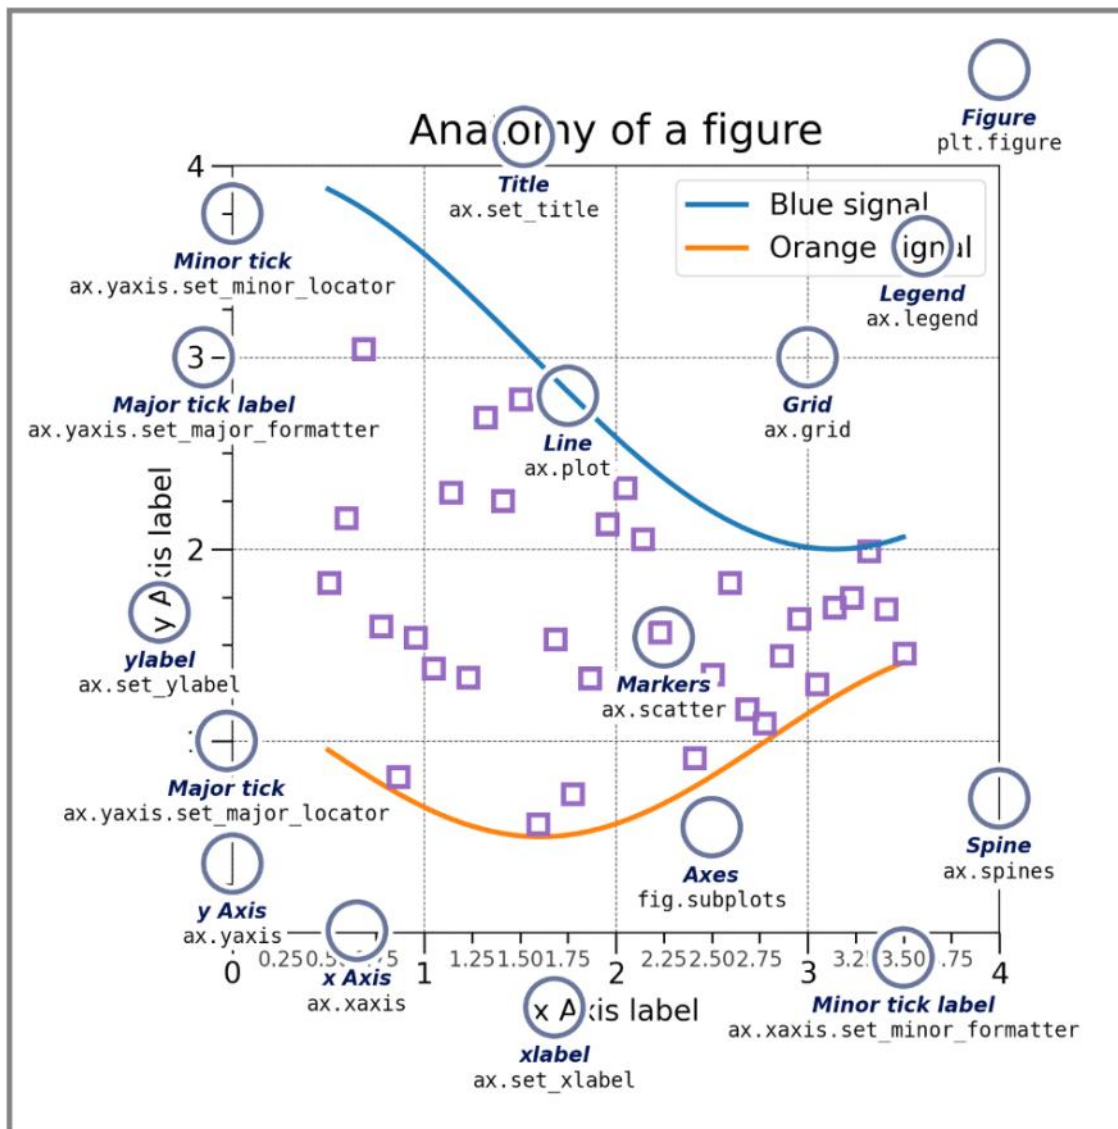 Figure
plt.figure
Anatomy of a figure
Title
ax.set_title
4
Blue signal
Orange signal
Legend
ax.legend
Minor tick
ax.yaxis.set_minor_locator
3
Major tick label
ax.yaxis.set_major_formatter
Grid
ax.grid
Line
ax.plot
2
y Axis label
ylabel
ax.set_ylabel
Markers
ax.scatter
Major tick
ax.yaxis.set_major_locator
Axes
fig.subplots
Spine
ax.spines
y Axis
ax.yaxis
0 0.25 1 1.25 1.50 1.75 2 2.25 2.50 2.75 3 3.50 4
x Axis
ax.xaxis
x Axis label
xlabel
ax.set_xlabel
Minor tick label
ax.xaxis.set_minor_formatter